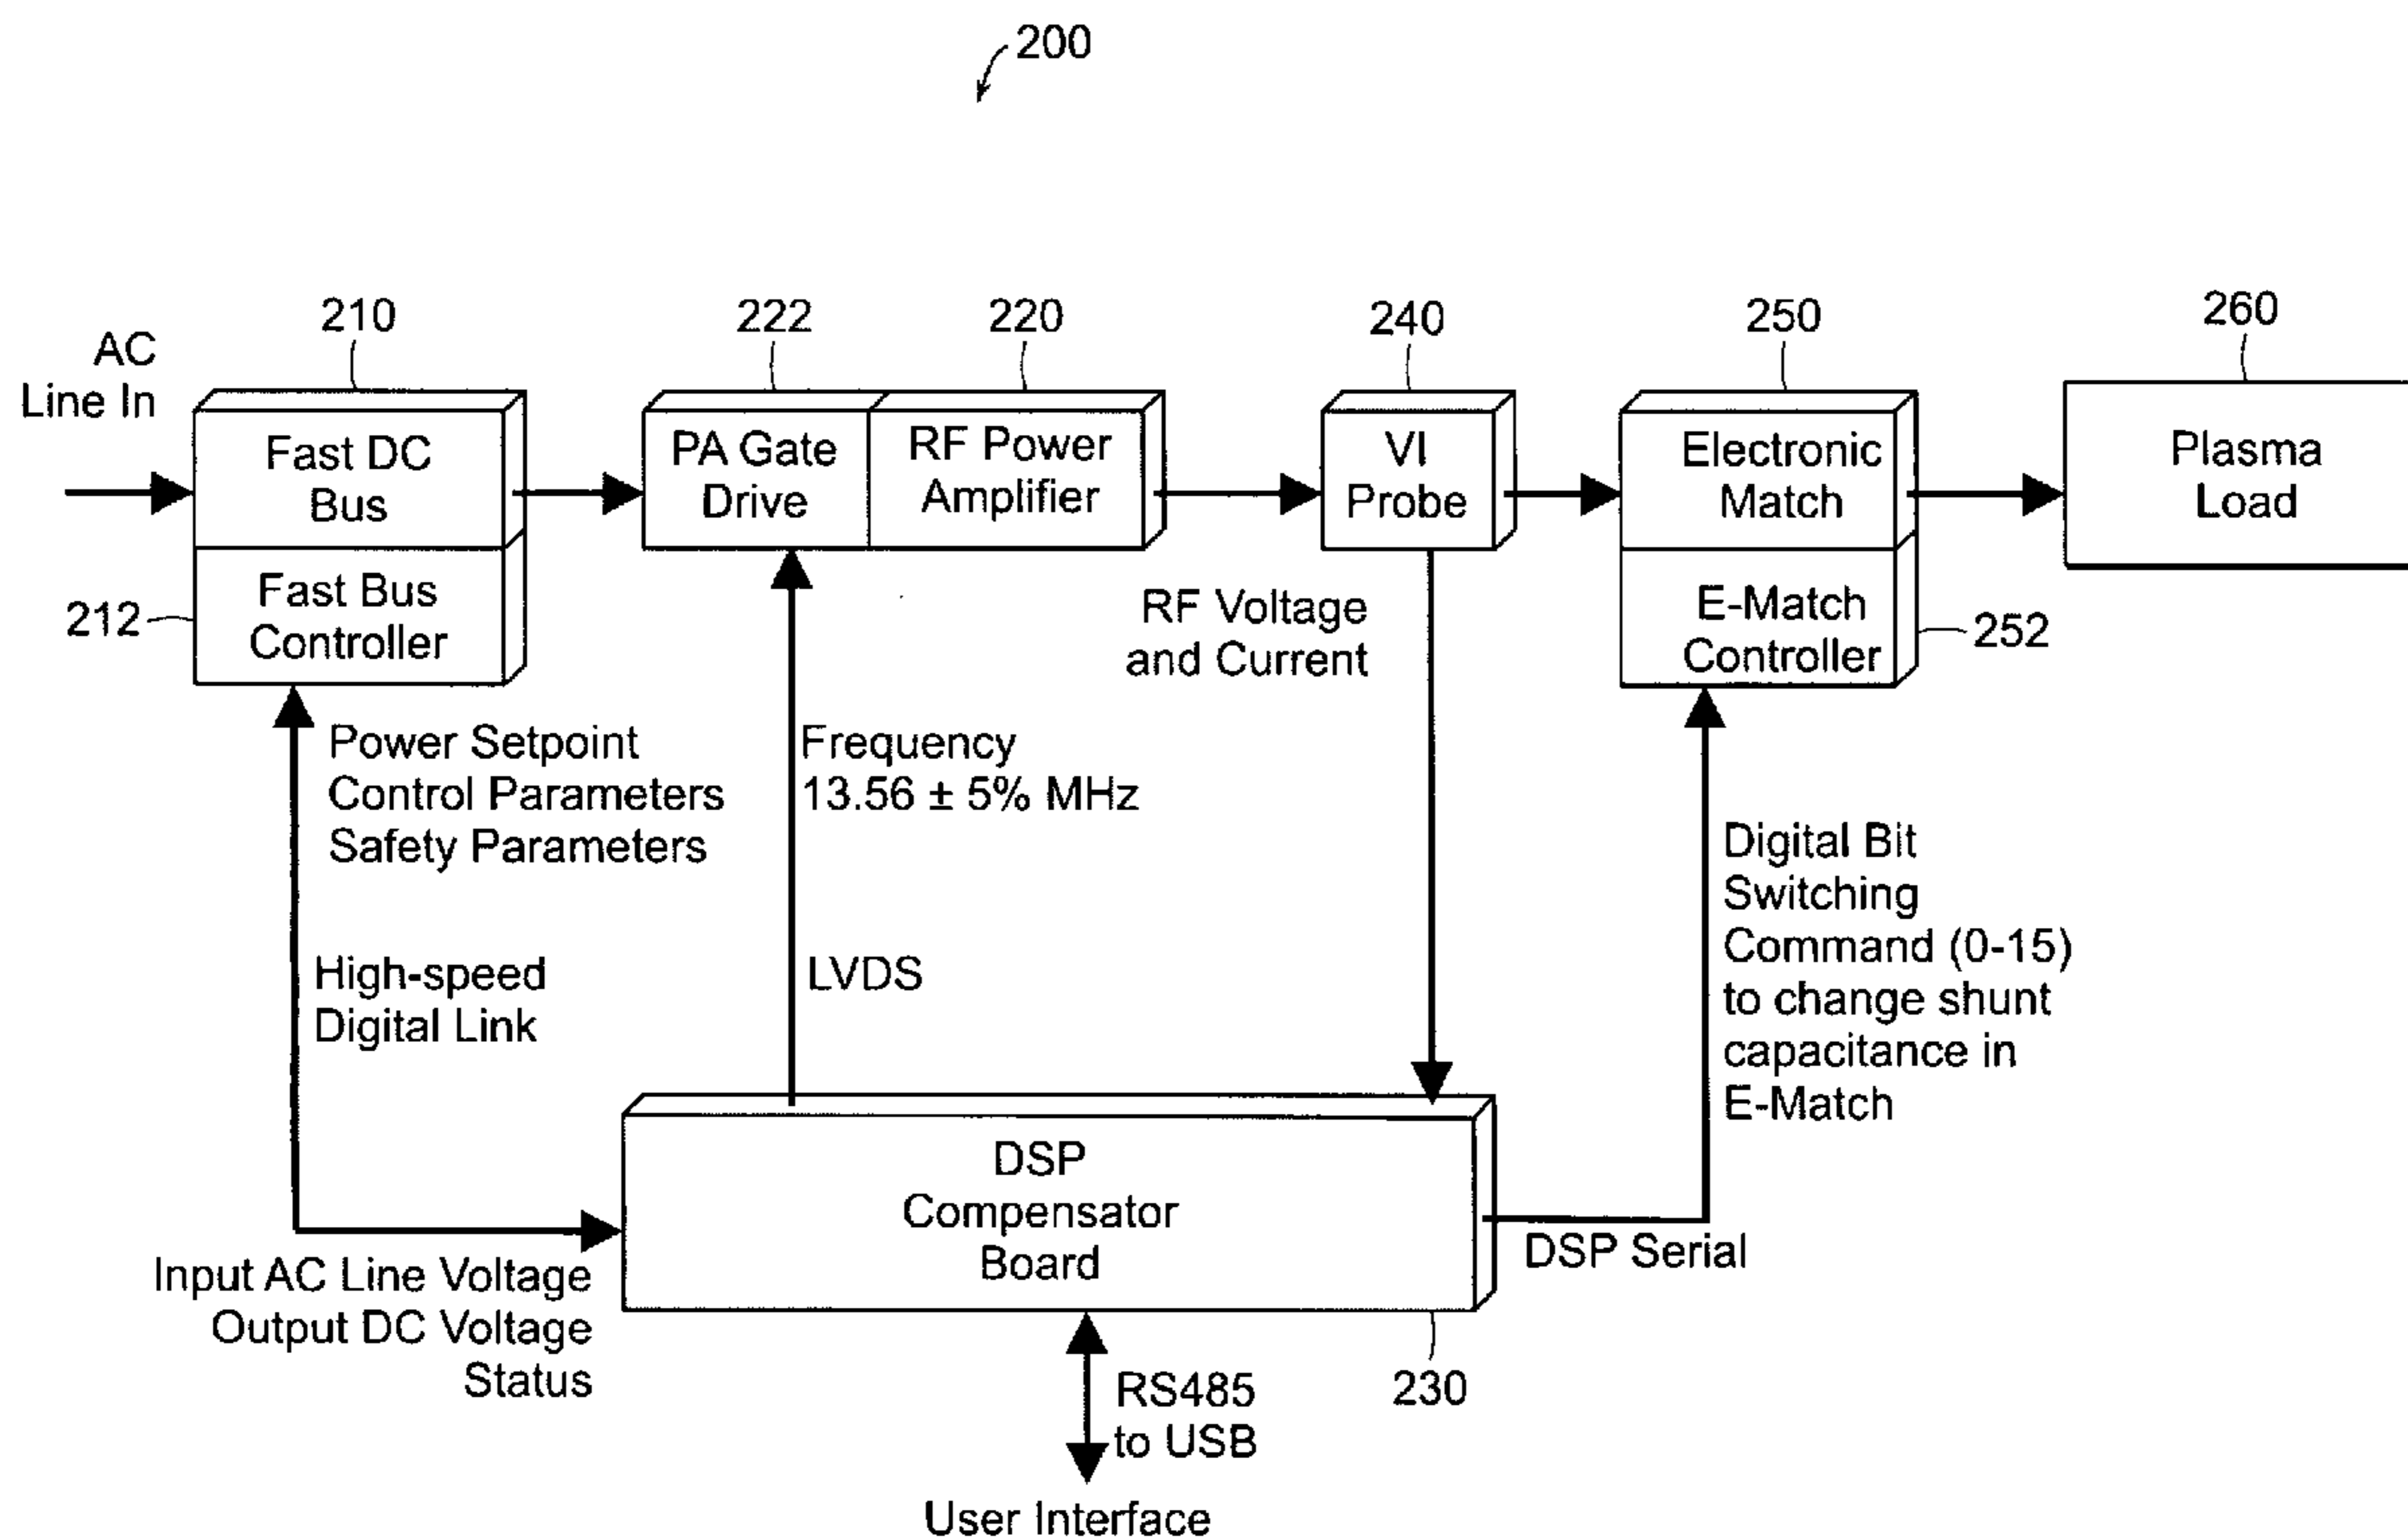 200
210
222
220
240
250
260
AC
Line In
Fast DC
Bus
PA Gate
Drive
RF Power
Amplifier
VI
Probe
Electronic
Match
Plasma
Load
212
Fast Bus
Controller
RF Voltage
and Current
E-Match
Controller
252
Power Setpoint
Control Parameters
Safety Parameters
Frequency
13.56 ± 5% MHz
High-speed
Digital Link
LVDS
Digital Bit
Switching
Command (0-15)
to change shunt
capacitance in
E-Match
DSP
Compensator
Board
DSP Serial
Input AC Line Voltage
Output DC Voltage
Status
230
RS485
to USB
User Interface